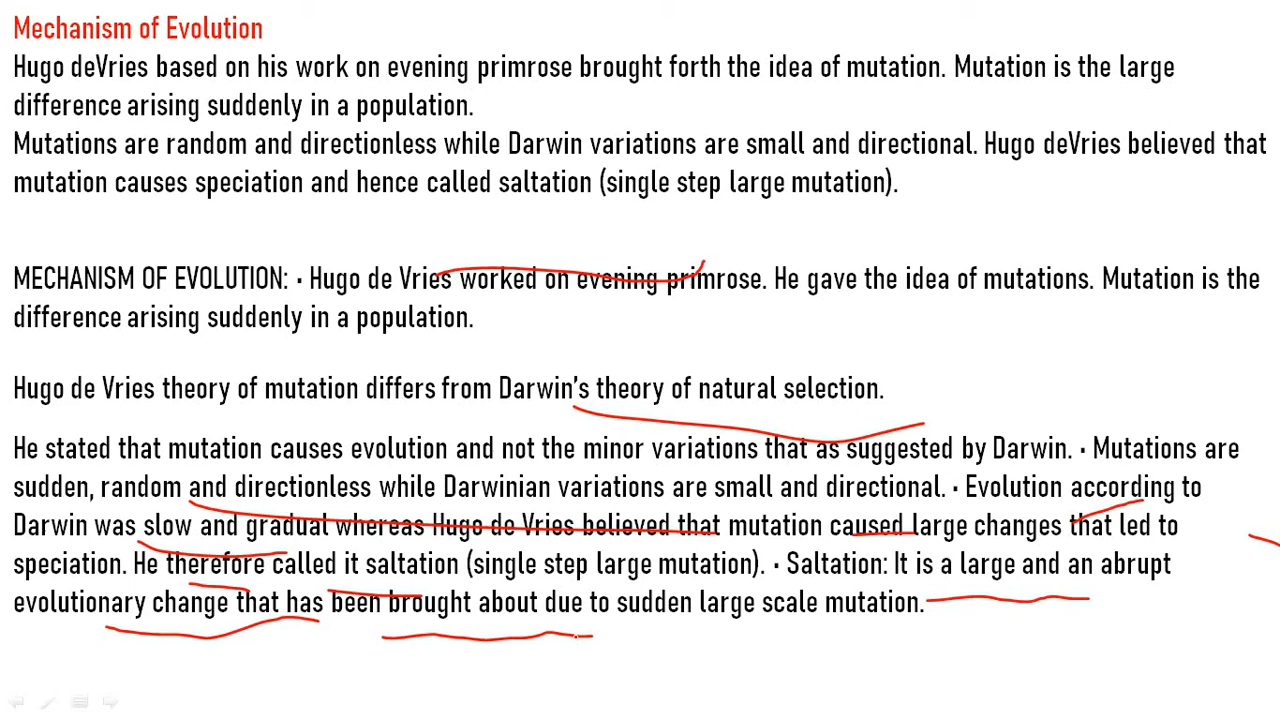 Mechanism of Evolution
Hugo deVries based on his work on evening primrose brought forth the idea of mutation. Mutation is the large
difference arising suddenly in a population.
Mutations are random and directionless while Darwin variations are small and directional. Hugo deVries believed that
mutation causes speciation and hence called saltation (single step large mutation).
MECHANISM OF EVOLUTION: • Hugo de Vries worked on evening primrose. He gave the idea of mutations. Mutation is the
difference arising suddenly in a population.
Hugo de Vries theory of mutation differs from Darwin's theory of natural selection.
He stated that mutation causes evolution and not the minor variations that as suggested by Darwin. • Mutations are
sudden, random and directionless while Darwinian variations are small and directional. • Evolution according to
Darwin was slow and gradual whereas Hugo de Vries believed that mutation caused large changes that led to
speciation. He therefore called it saltation (single step large mutation). • Saltation: It is a large and an abrupt
evolutionary change that has been brought about due to sudden large scale mutation.